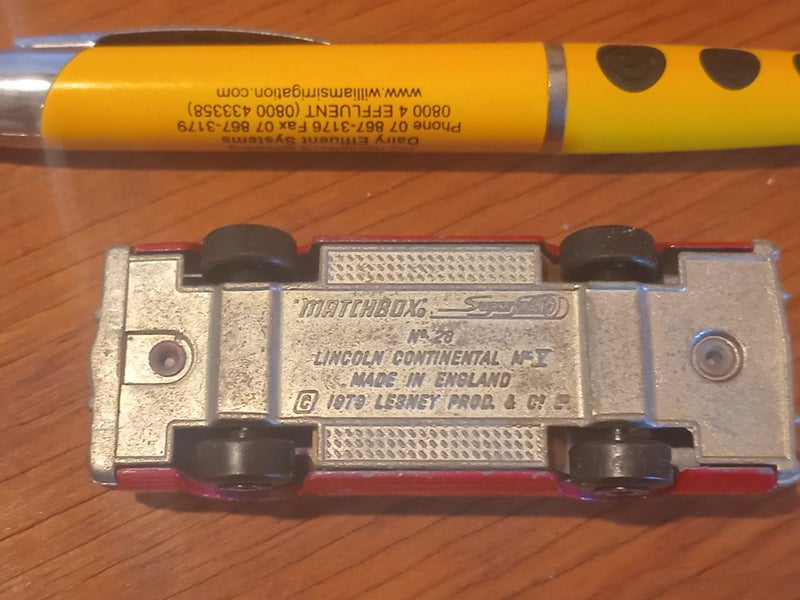 www.williamsirrigation.com
0800 4 EFFLUENT (0800 433358)
Phone 07 867-3176 Fax 07 867-3179
Dairy Effluent Systems
"MATCHBOX" Superfast
Nº 28
LINCOLN CONTINENTAL Mᴷ V
MADE IN ENGLAND
© 1979 LESNEY PROD. & Cº Lᵀᴰ